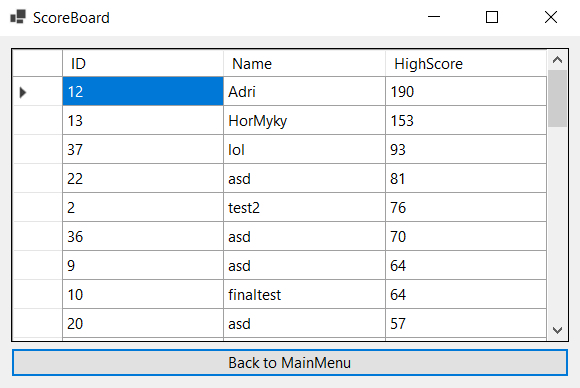 ScoreBoard
ID Name HighScore
12 Adri 190
13 HorMyky 153
37 lol 93
22 asd 81
2 test2 76
36 asd 70
9 asd 64
10 finaltest 64
20 asd 57
Back to MainMenu